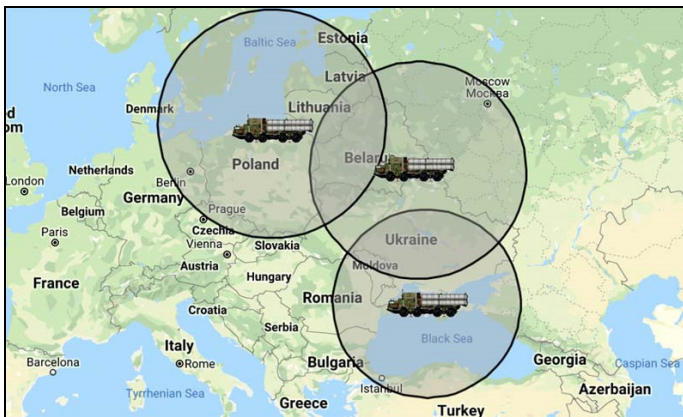 Estonia
Baltic Sea
North Sea
Latvia
Moscow
Москва
Denmark
Lithuania
Poland
Belaru
Netherlands
Berlin
London
Germany
Belgium
Prague
Paris
Czechia
Vienna
Slovakia
Ukraine
Austria
Moldova
Hungary
France
Romania
Croatia
Serbia
Italy
Black Sea
Barcelona
Rome
Bulgaria
Georgia
Caspian Sea
Istanbul
Tyrrhenian Sea
Azerbaijan
Greece
Turkey